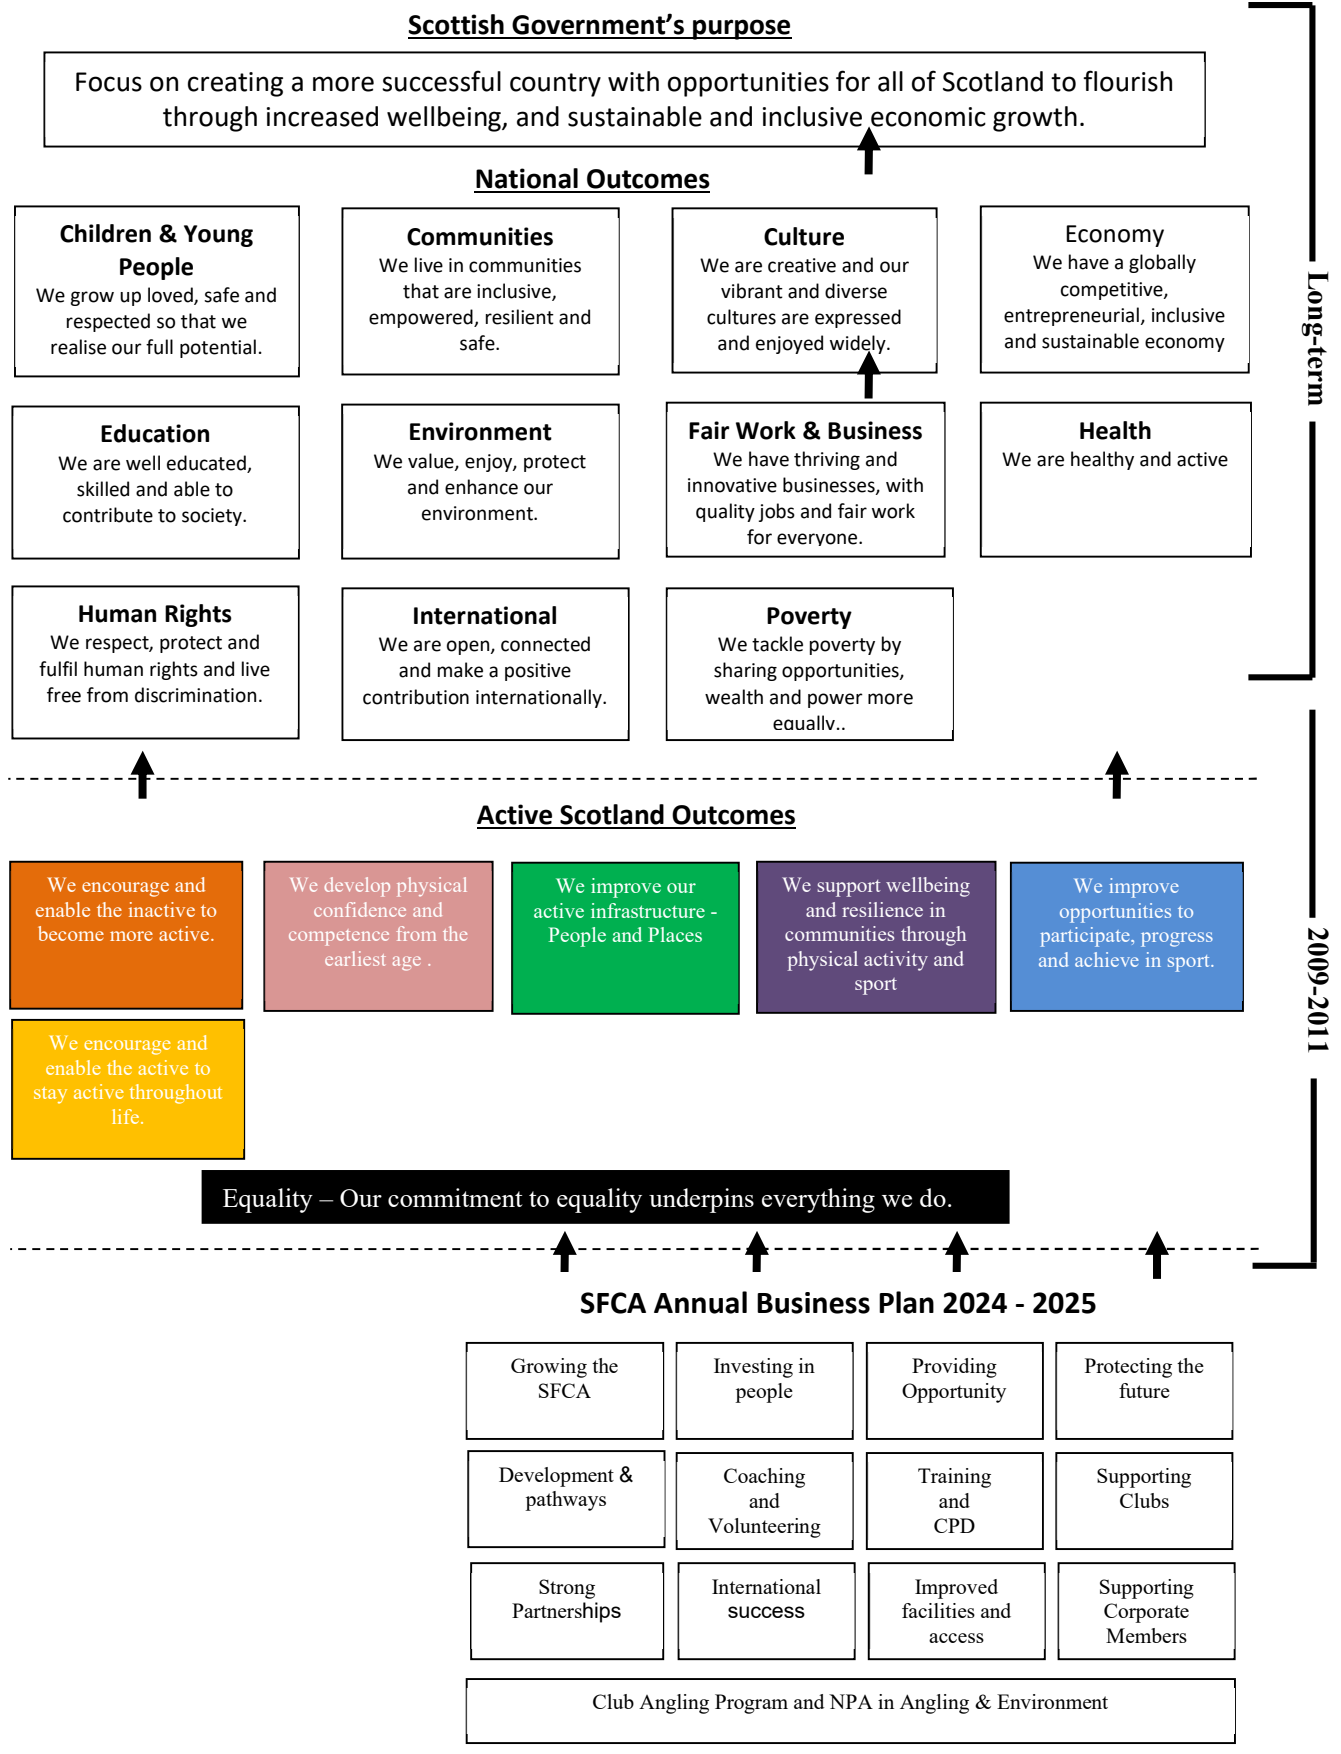 Scottish Government's purpose
Focus on creating a more successful country with opportunities for all of Scotland to flourish
through increased wellbeing, and sustainable and inclusive economic growth.
National Outcomes
Children & Young
People
We grow up loved, safe and
respected so that we
realise our full potential.
Communities
We live in communities
that are inclusive,
empowered, resilient and
safe.
Culture
We are creative and our
vibrant and diverse
cultures are expressed
and enjoyed widely.
Economy
We have a globally
competitive,
entrepreneurial, inclusive
and sustainable economy
Long-term
Education
We are well educated,
skilled and able to
contribute to society.
Environment
We value, enjoy, protect
and enhance our
environment.
Fair Work & Business
We have thriving and
innovative businesses, with
quality jobs and fair work
for everyone.
Health
We are healthy and active
Human Rights
We respect, protect and
fulfil human rights and live
free from discrimination.
International
We are open, connected
and make a positive
contribution internationally.
Poverty
We tackle poverty by
sharing opportunities,
wealth and power more
equally..
Active Scotland Outcomes
We encourage and
enable the inactive to
become more active.
We develop physical
confidence and
competence from the
earliest age .
We improve our
active infrastructure -
People and Places
We support wellbeing
and resilience in
communities through
physical activity and
sport
We improve
opportunities to
participate, progress
and achieve in sport.
2009-2011
We encourage and
enable the active to
stay active throughout
life.
Equality – Our commitment to equality underpins everything we do.
SFCA Annual Business Plan 2024 - 2025
Growing the
SFCA
Investing in
people
Providing
Opportunity
Protecting the
future
Development &
pathways
Coaching
and
Volunteering
Training
and
CPD
Supporting
Clubs
Strong
Partnerships
International
success
Improved
facilities and
access
Supporting
Corporate
Members
Club Angling Program and NPA in Angling & Environment